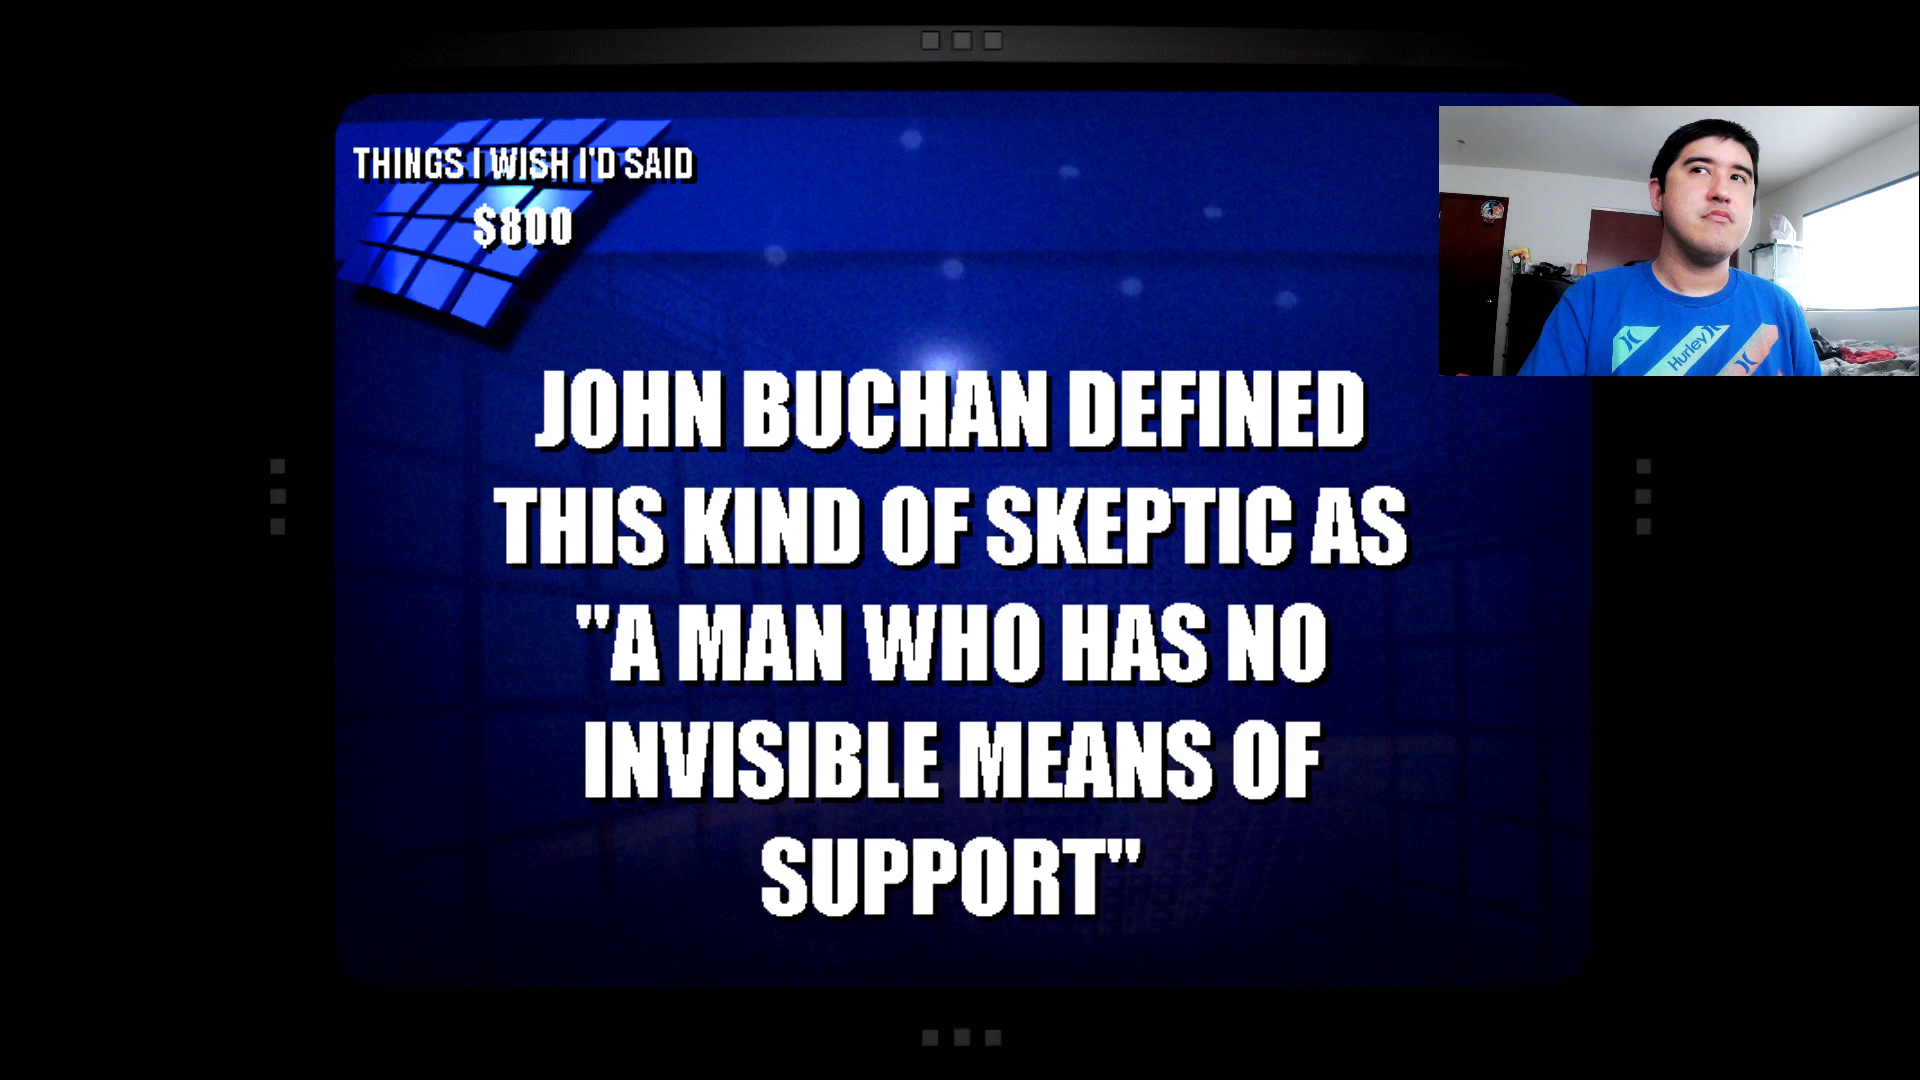 THINGS I WISH I'D SAID
$800
JOHN BUCHAN DEFINED
THIS KIND OF SKEPTIC AS
"A MAN WHO HAS NO
INVISIBLE MEANS OF
SUPPORT"
Hurley